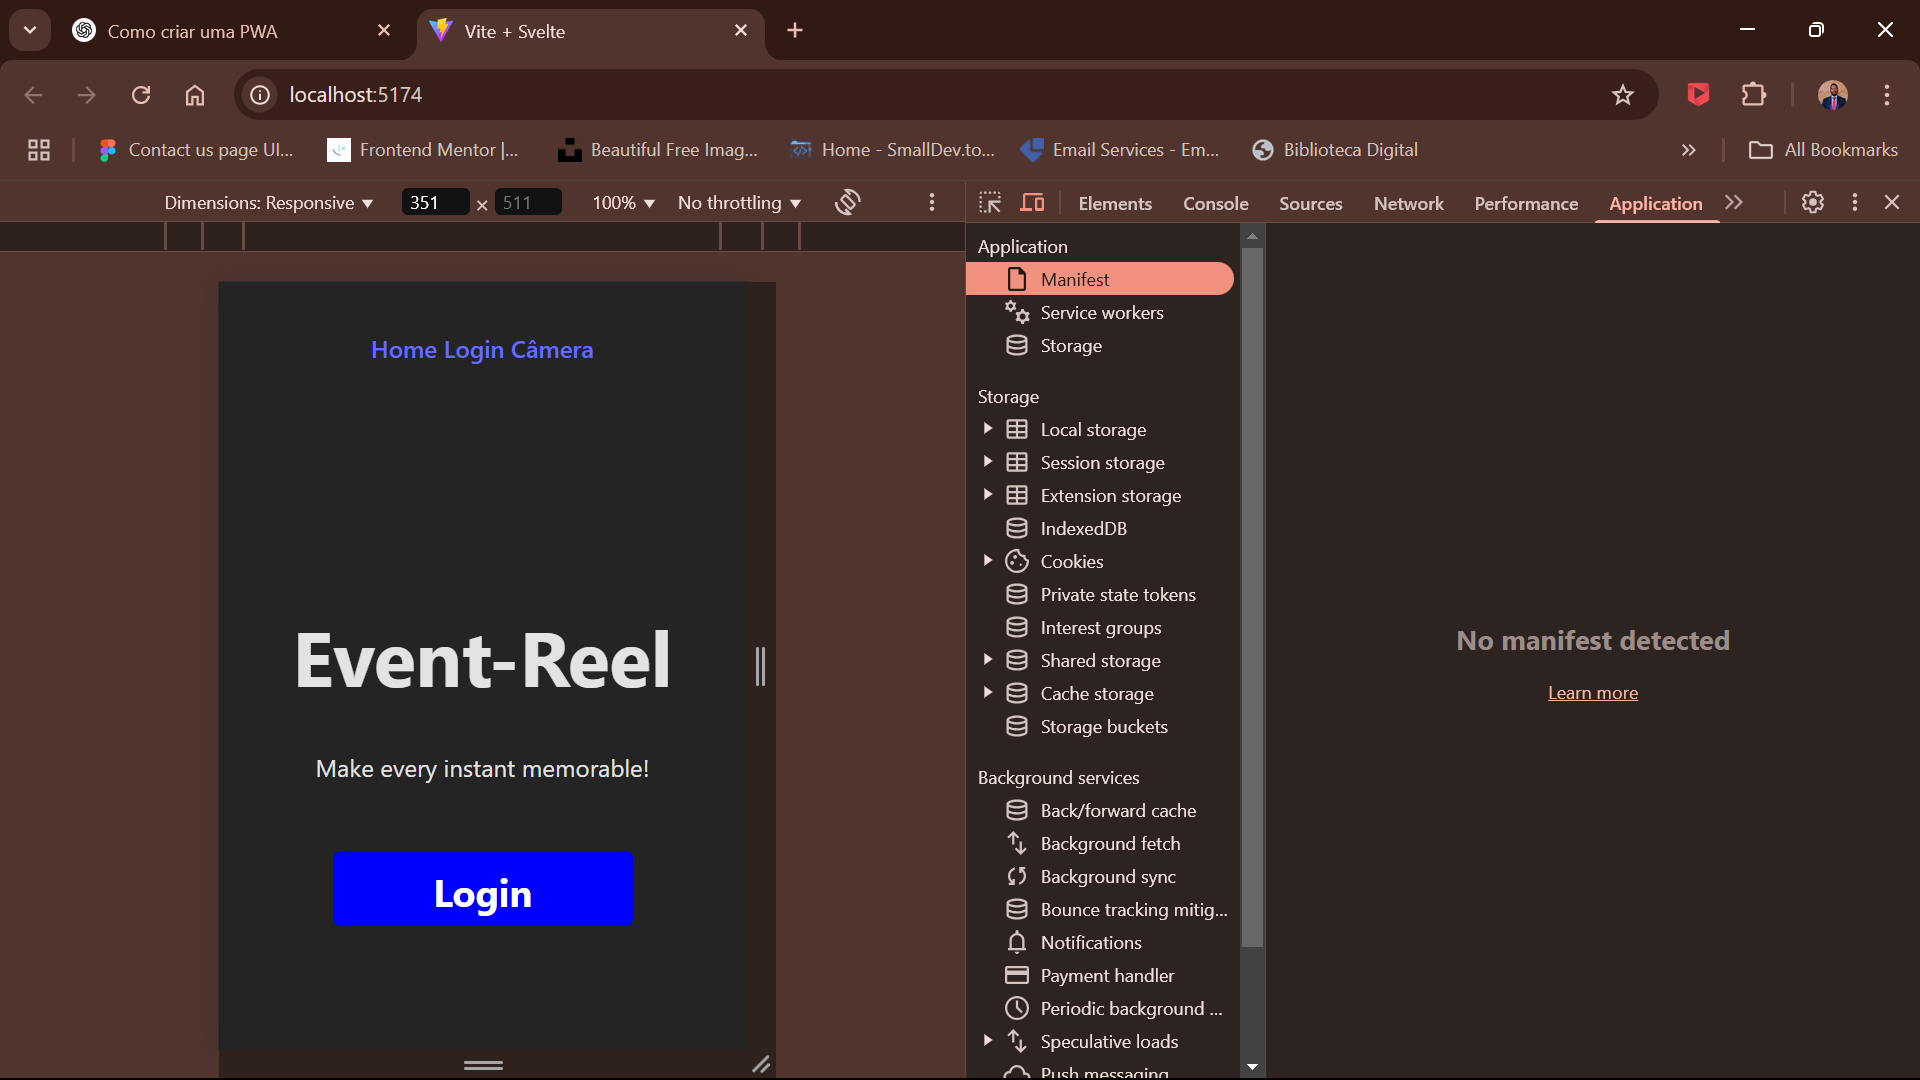 Como criar uma PWA
Vite + Svelte
localhost:5174
Contact us page UI...
Frontend Mentor |...
Beautiful Free Imag...
Home - SmallDev.to...
Email Services - Em...
Biblioteca Digital
All Bookmarks
Dimensions: Responsive
351 × 511
100%
No throttling
Elements
Console
Sources
Network
Performance
Application
Home Login Câmera
Event-Reel
Make every instant memorable!
Login
Application
Manifest
Service workers
Storage
Storage
Local storage
Session storage
Extension storage
IndexedDB
Cookies
Private state tokens
Interest groups
Shared storage
Cache storage
Storage buckets
Background services
Back/forward cache
Background fetch
Background sync
Bounce tracking mitig...
Notifications
Payment handler
Periodic background ...
Speculative loads
Push messaging
No manifest detected
Learn more